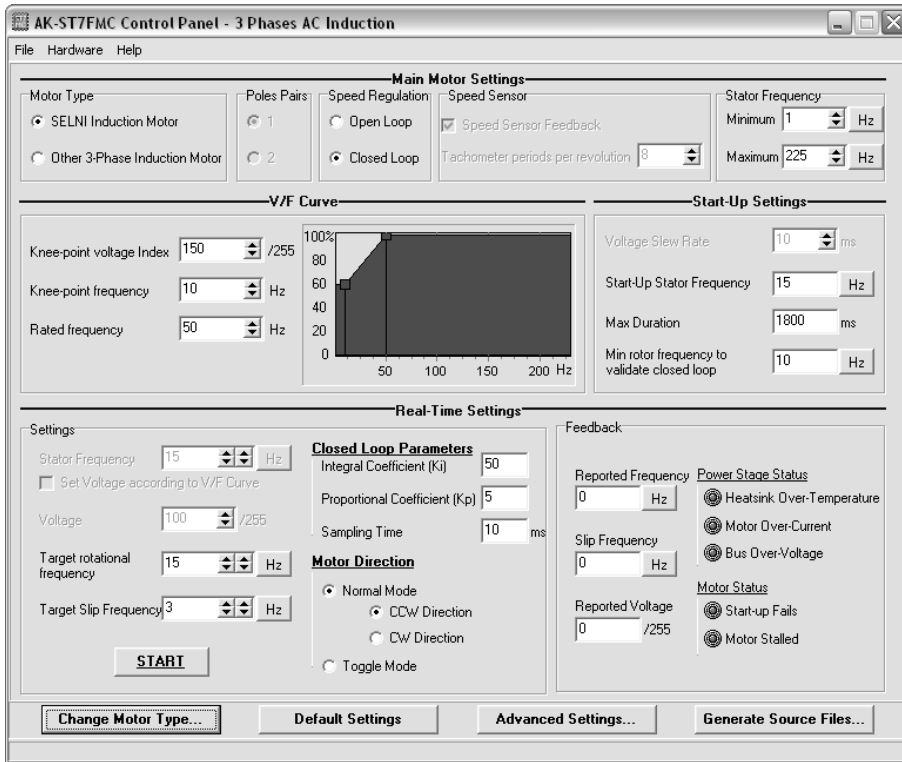 AK-ST7FMC Control Panel - 3 Phases AC Induction
File Hardware Help
Main Motor Settings
Motor Type
SELNI Induction Motor
Other 3-Phase Induction Motor
Poles Pairs
1
2
Speed Regulation
Open Loop
Closed Loop
Speed Sensor
Speed Sensor Feedback
Tachometer periods per revolution 8
Stator Frequency
Minimum 1 Hz
Maximum 225 Hz
V/F Curve
Knee-point voltage Index 150 /255
Knee-point frequency 10 Hz
Rated frequency 50 Hz
100%
80
60
40
20
0
50 100 150 200 Hz
Start-Up Settings
Voltage Slew Rate 10 ms
Start-Up Stator Frequency 15 Hz
Max Duration 1800 ms
Min rotor frequency to
validate closed loop 10 Hz
Real-Time Settings
Settings
Stator Frequency 15 Hz
Set Voltage according to V/F Curve
Voltage 100 /255
Target rotational
frequency 15 Hz
Target Slip Frequency 3 Hz
START
Closed Loop Parameters
Integral Coefficient (Ki) 50
Proportional Coefficient (Kp) 5
Sampling Time 10 ms
Motor Direction
Normal Mode
CCW Direction
CW Direction
Toggle Mode
Feedback
Reported Frequency
0 Hz
Slip Frequency
0 Hz
Reported Voltage
0 /255
Power Stage Status
Heatsink Over-Temperature
Motor Over-Current
Bus Over-Voltage
Motor Status
Start-up Fails
Motor Stalled
Change Motor Type... Default Settings Advanced Settings... Generate Source Files...